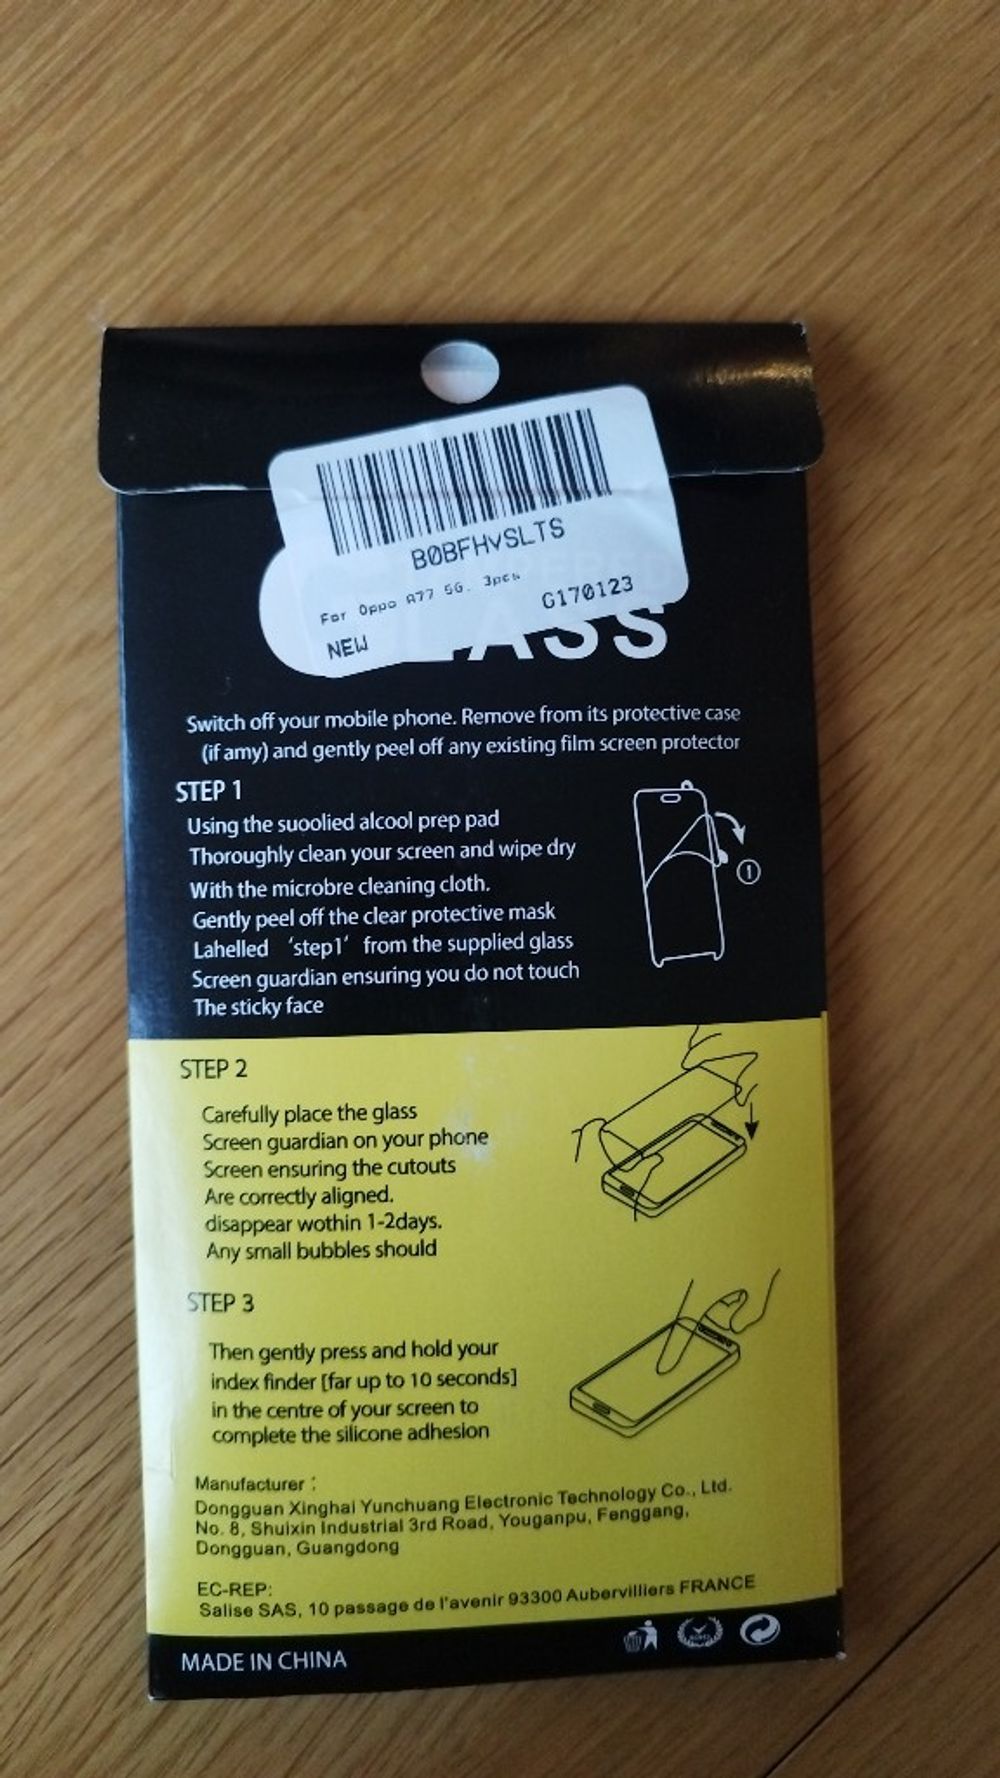 B0BFHVSLTS
For Oppo A77 5G. 3pcs
G170123
NEW
ASS
Switch off your mobile phone. Remove from its protective case
(if amy) and gently peel off any existing film screen protector
STEP 1
Using the suoolied alcool prep pad
Thoroughly clean your screen and wipe dry
With the microbre cleaning cloth.
Gently peel off the clear protective mask
Lahelled 'step1' from the supplied glass
Screen guardian ensuring you do not touch
The sticky face
1
STEP 2
Carefully place the glass
Screen guardian on your phone
Screen ensuring the cutouts
Are correctly aligned.
disappear wothin 1-2days.
Any small bubbles should
STEP 3
Then gently press and hold your
index finder [far up to 10 seconds]
in the centre of your screen to
complete the silicone adhesion
Manufacturer :
Dongguan Xinghai Yunchuang Electronic Technology Co., Ltd.
No. 8, Shuixin Industrial 3rd Road, Youganpu, Fenggang,
Dongguan, Guangdong
EC-REP:
Salise SAS, 10 passage de l'avenir 93300 Aubervilliers FRANCE
MADE IN CHINA